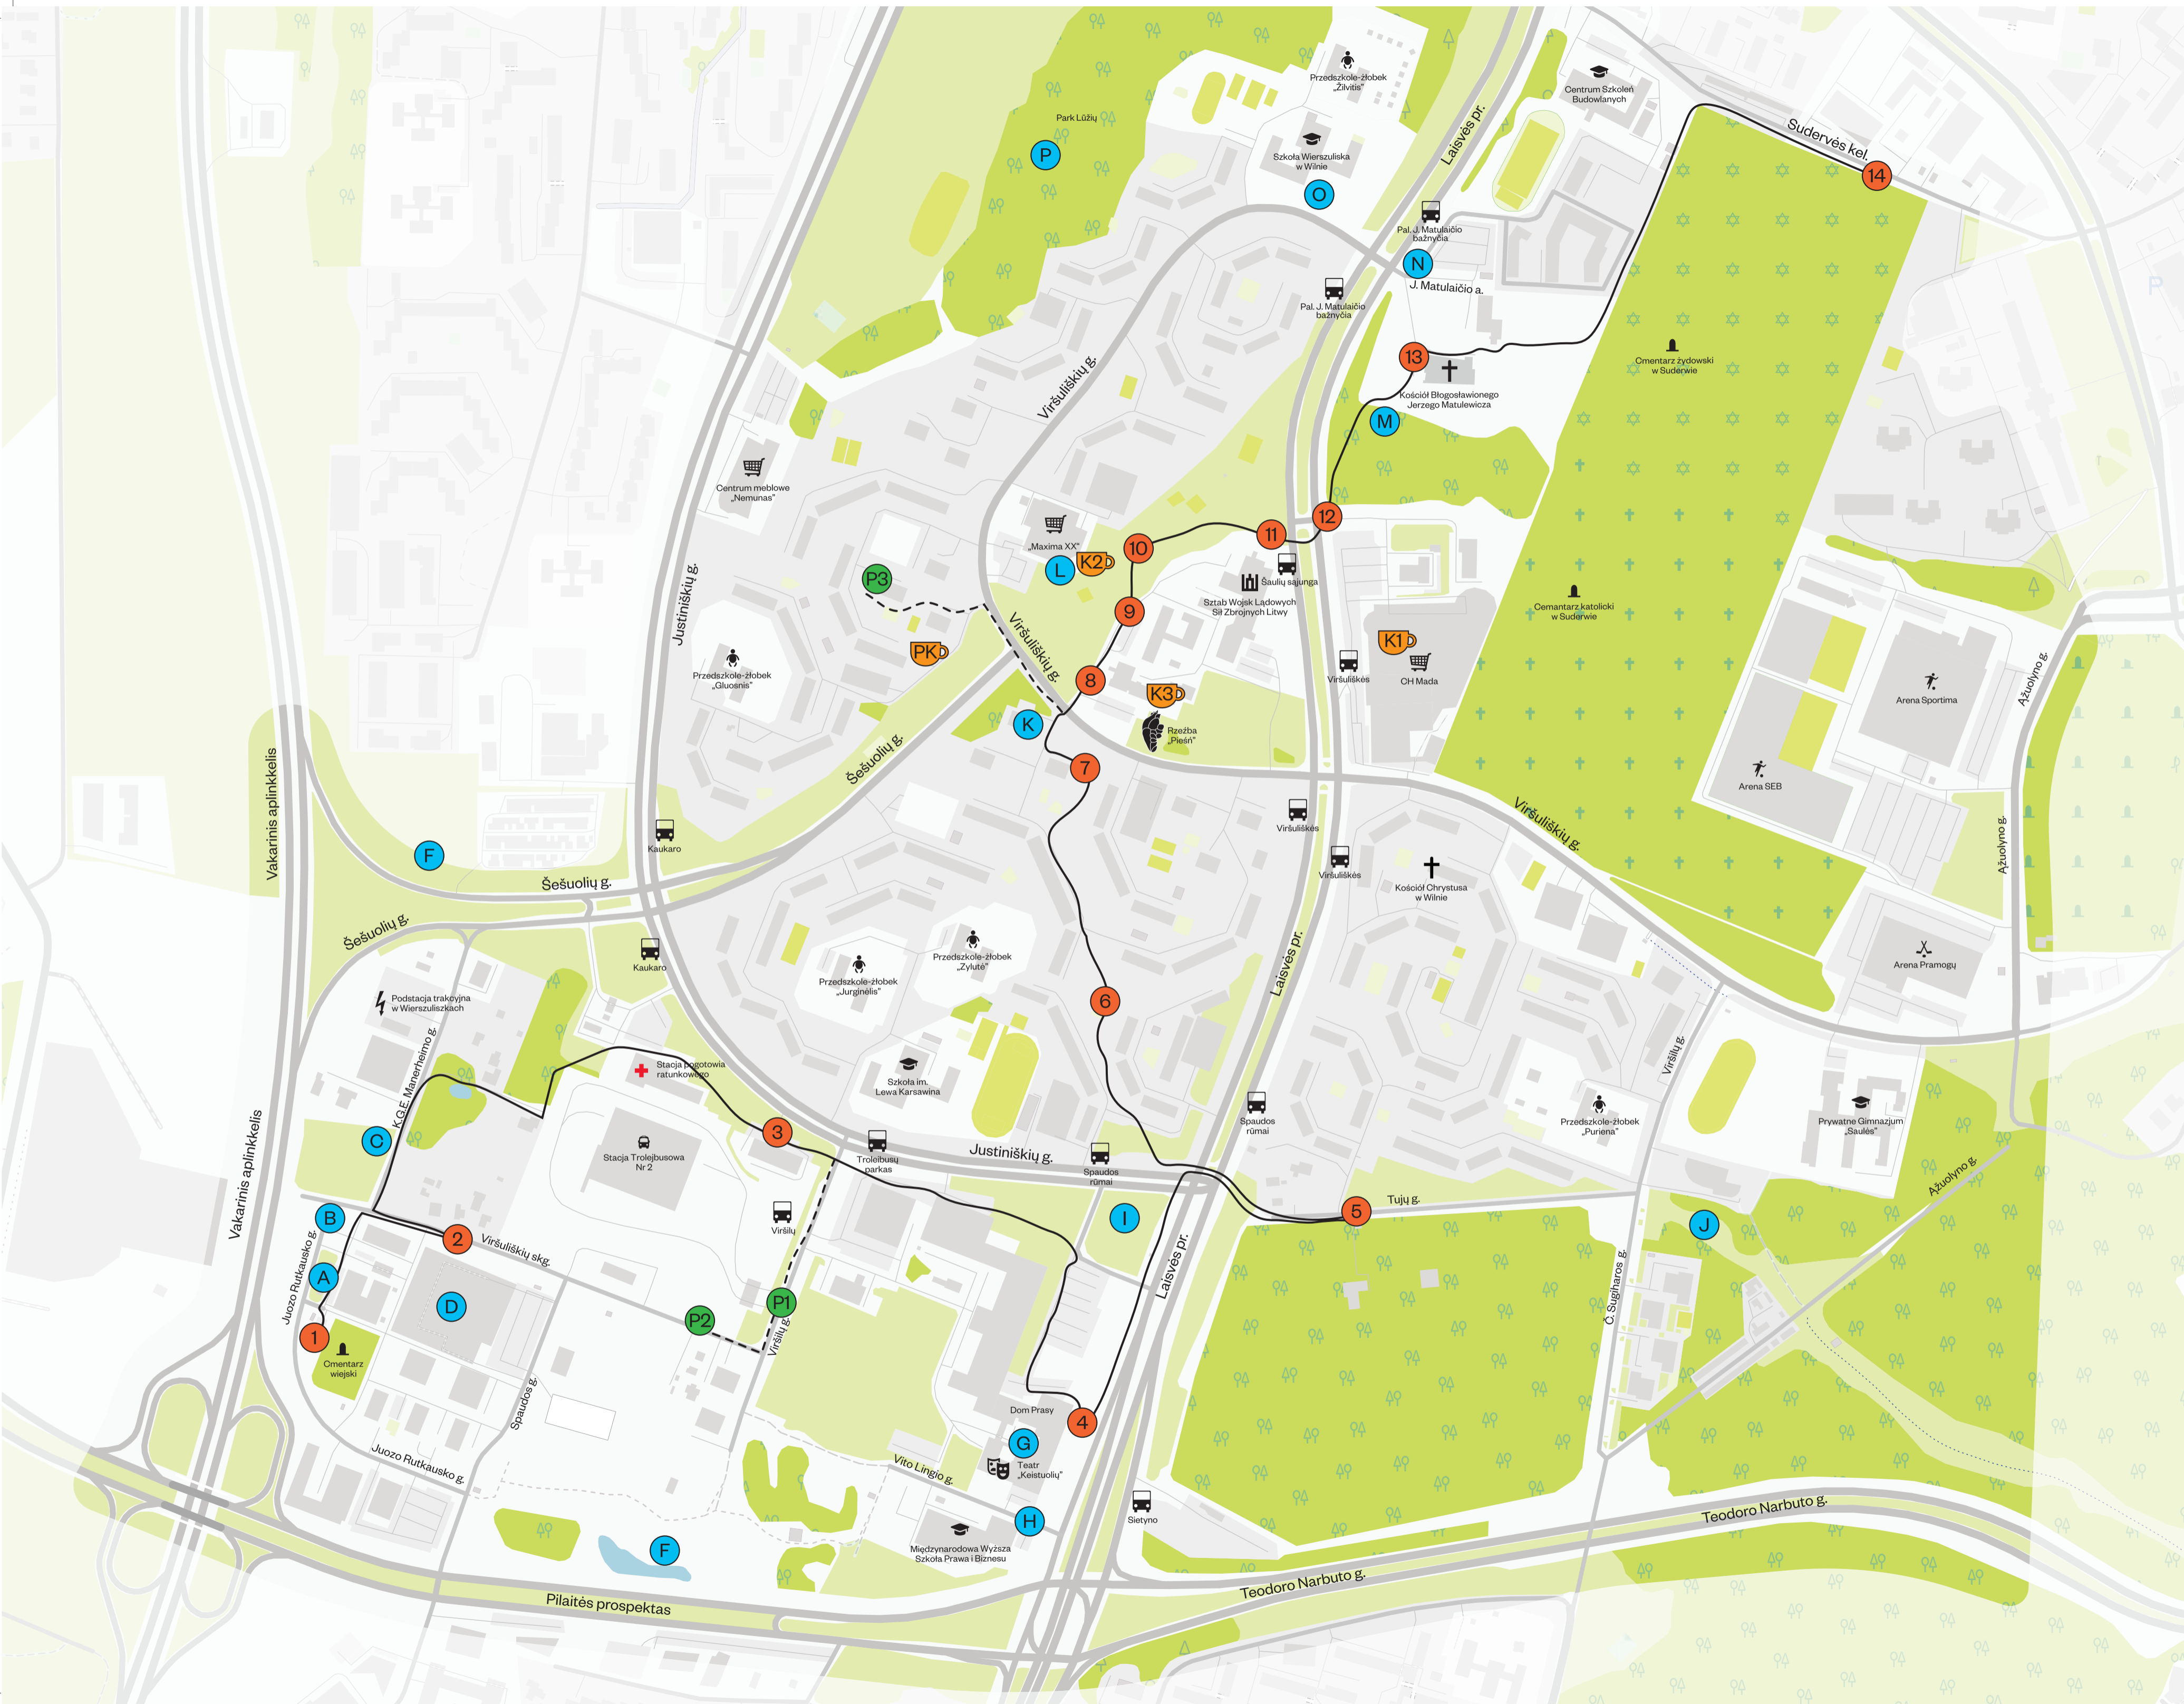 Przedszkole-żłobek
„Žilvitis”
Centrum Szkoleń
Budowlanych
Park Lūžių
P
Szkoła Wierszuliska
w Wilnie
O
Laisvės pr.
Sudervės kel.
14
Pal. J. Matulaičio
bažnyčia
N
J. Matulaičio a.
Pal. J. Matulaičio
bažnyčia
13
Kościół Błogosławionego
Jerzego Matulewicza
M
Cmentarz żydowski
w Suderwie
Viršuliškių g.
Centrum meblowe
„Nemunas”
„Maxima XX”
L
K2
10
11
12
Šaulių sąjunga
Sztab Wojsk Lądowych
Sił Zbrojnych Litwy
9
P3
Justiniškių g.
Cemantarz katolicki
w Suderwie
Viršuliškių g.
PK
K1
CH Mada
Viršuliškės
Przedszkole-żłobek
„Gluosnis”
8
K3
K
Rzeźba
„Pieśń”
7
Arena Sportima
Ąžuolyno g.
Arena SEB
Šešuolių g.
Vakarinis aplinkkelis
Viršuliškės
Viršuliškių g.
Kaukaro
F
Viršuliškės
Kościół Chrystusa
w Wilnie
Ąžuolyno g.
Šešuolių g.
Šešuolių g.
Kaukaro
Przedszkole-żłobek
„Zylutė”
Przedszkole-żłobek
„Jurginėlis”
Laisvės pr.
Arena Pramogų
Podstacja trakcyjna
w Wierszuliszkach
6
K.G.E. Manerheimo g.
Stacja pogotowia
ratunkowego
Szkoła im.
Lewa Karsawina
Viršilų g.
Spaudos
rūmai
Przedszkole-żłobek
„Puriena”
Prywatne Gimnazjum
„Saulės”
C
3
Stacja Trolejbusowa
Nr 2
Troleibusų
parkas
Justiniškių g.
Spaudos
rūmai
Vakarinis aplinkkelis
Ąžuolyno g.
B
2
Viršuliškių skg.
Viršilų
I
5
Tujų g.
J
Juozo Rutkausko g.
A
D
P1
P2
Viršilų g.
Laisvės pr.
Č. Sugiharos g.
1
Cmentarz
wiejski
Spaudos g.
Dom Prasy
4
G
Teatr
„Keistuolių”
Juozo Rutkausko g.
Vito Lingio g.
H
Sietyno
Międzynarodowa Wyższa
Szkoła Prawa i Biznesu
F
Teodoro Narbuto g.
Teodoro Narbuto g.
Pilaitės prospektas
P